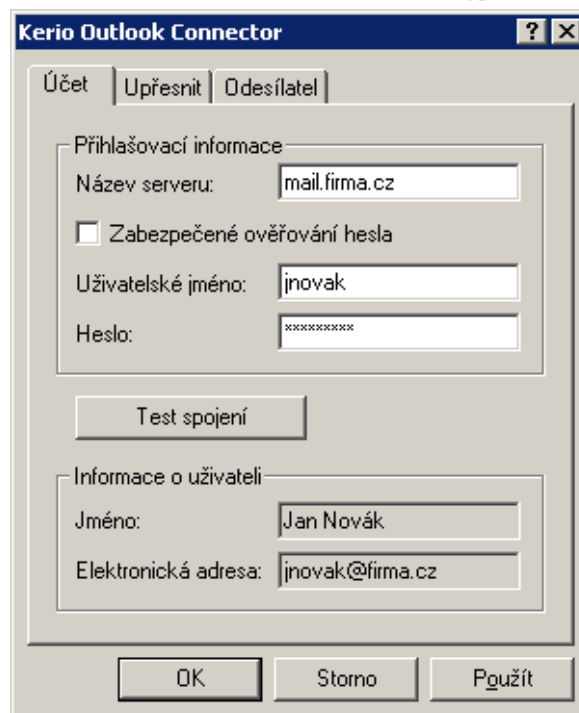 Kerio Outlook Connector
Účet Upřesnit Odesílatel
Přihlašovací informace
Název serveru: mail.firma.cz
Zabezpečené ověřování hesla
Uživatelské jméno: jnovak
Heslo: *********
Test spojení
Informace o uživateli
Jméno: Jan Novák
Elektronická adresa: jnovak@firma.cz
OK Storno Použít